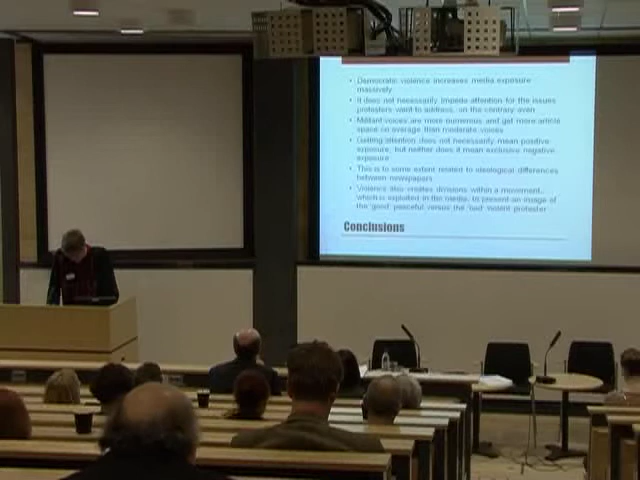 • Democratic violence increases media exposure
massively
• It does not necessarily impede attention for the issues
protesters want to address, on the contrary even
• Militant voices are more numerous and get more article
space on average than moderate voices
• Getting attention does not necessarily mean positive
exposure, but neither does it mean exclusive negative
exposure
• This is to some extent related to ideological differences
between newspapers
• Violence also creates divisions within a movement..
which is exploited in the media, to present an image of
the 'good' peaceful versus the 'bad' violent protester
Conclusions